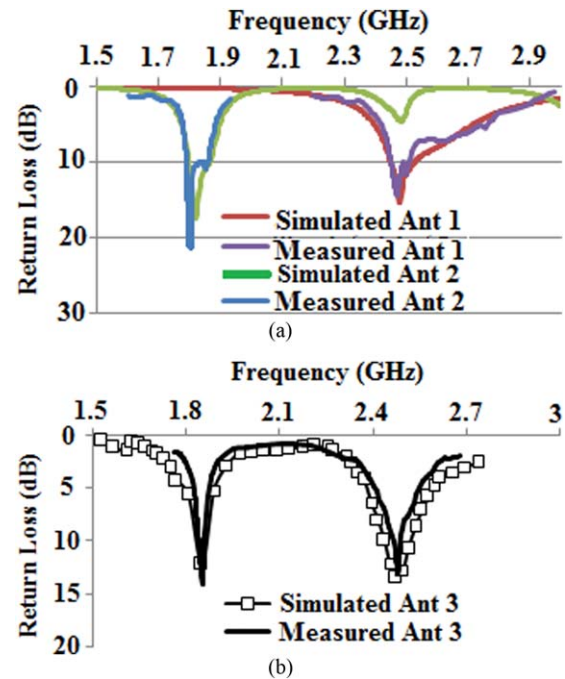 Frequency (GHz)
1.5 1.7 1.9 2.1 2.3 2.5 2.7 2.9
0
10
20
30
Return Loss (dB)
Simulated Ant 1
Measured Ant 1
Simulated Ant 2
Measured Ant 2
(a)
Frequency (GHz)
1.5 1.8 2.1 2.4 2.7 3
0
5
10
15
20
Return Loss (dB)
Simulated Ant 3
Measured Ant 3
(b)